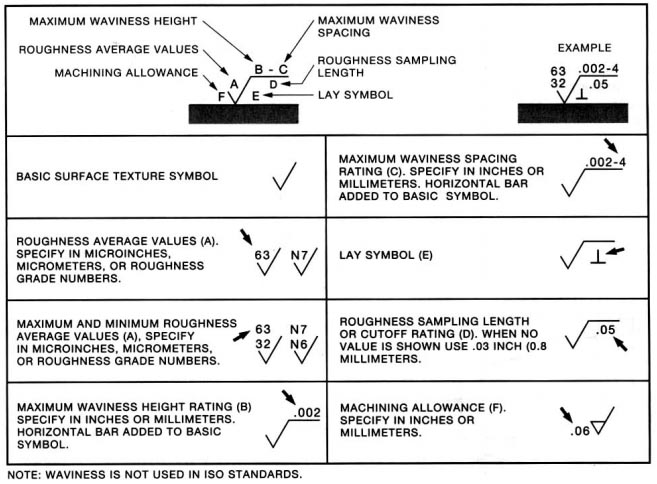 MAXIMUM WAVINESS HEIGHT
MAXIMUM WAVINESS
SPACING
ROUGHNESS AVERAGE VALUES
B - C
ROUGHNESS SAMPLING
LENGTH
MACHINING ALLOWANCE
A
D
F
E
LAY SYMBOL
EXAMPLE
63
.002-4
32
.05
BASIC SURFACE TEXTURE SYMBOL
MAXIMUM WAVINESS SPACING
RATING (C). SPECIFY IN INCHES OR
MILLIMETERS. HORIZONTAL BAR
ADDED TO BASIC SYMBOL.
.002-4
ROUGHNESS AVERAGE VALUES (A).
SPECIFY IN MICROINCHES,
MICROMETERS, OR ROUGHNESS
GRADE NUMBERS.
63 N7
LAY SYMBOL (E)
MAXIMUM AND MINIMUM ROUGHNESS
AVERAGE VALUES (A), SPECIFY
IN MICROINCHES, MICROMETERS,
OR ROUGHNESS GRADE NUMBERS.
63 N7
32 N6
ROUGHNESS SAMPLING LENGTH
OR CUTOFF RATING (D). WHEN NO
VALUE IS SHOWN USE .03 INCH (0.8
MILLIMETERS.
.05
MAXIMUM WAVINESS HEIGHT RATING (B)
SPECIFY IN INCHES OR MILLIMETERS.
HORIZONTAL BAR ADDED TO BASIC
SYMBOL.
.002
MACHINING ALLOWANCE (F).
SPECIFY IN INCHES OR
MILLIMETERS.
.06
NOTE: WAVINESS IS NOT USED IN ISO STANDARDS.